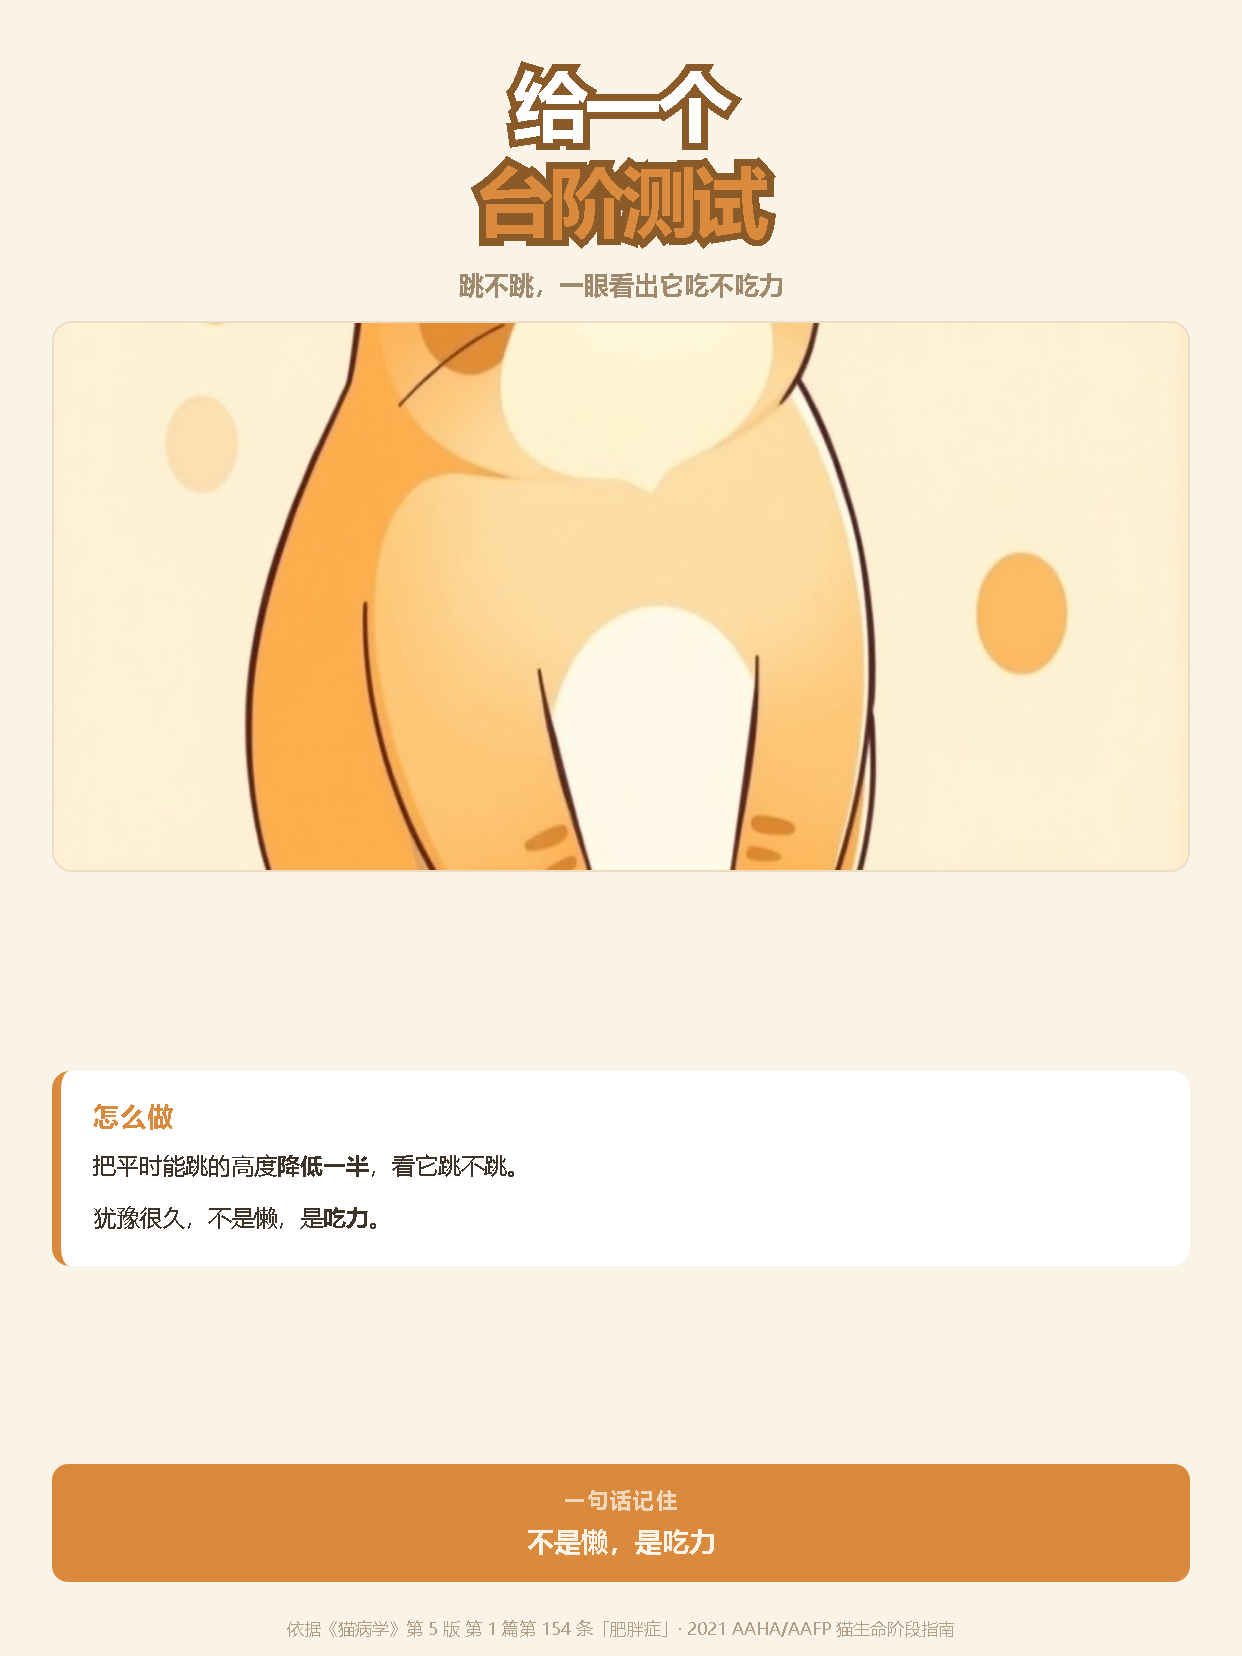 给一个
台阶测试
跳不跳，一眼看出它吃不吃力
怎么做
把平时能跳的高度降低一半，看它跳不跳。
犹豫很久，不是懒，是吃力。
一句话记住
不是懒，是吃力
依据《猫病学》第 5 版 第 1 篇第 154 条「肥胖症」· 2021 AAHA/AAFP 猫生命阶段指南